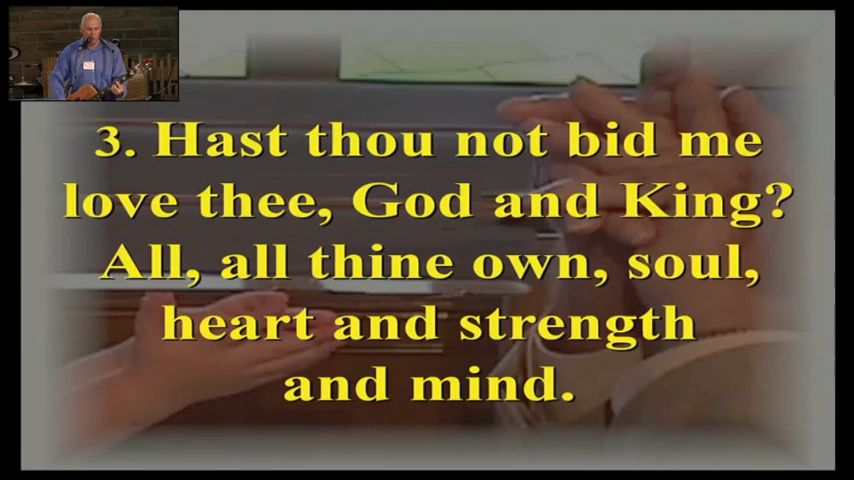 3. Hast thou not bid me
love thee, God and King?
All, all thine own, soul,
heart and strength
and mind.